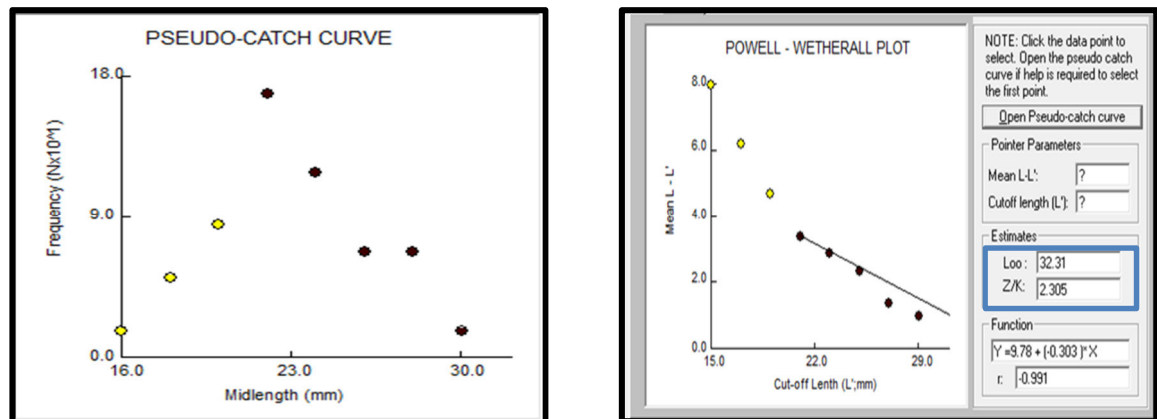 PSEUDO-CATCH CURVE
18.0
9.0
0.0
Frequency (Nx10^1)
16.0 23.0 30.0
Midlength (mm)
POWELL - WETHERALL PLOT
8.0
6.0
4.0
2.0
0.0
Mean L - L'
15.0 22.0 29.0
Cut-off Lenth (L';mm)
NOTE: Click the data point to
select. Open the pseudo catch
curve if help is required to select
the first point.
Open Pseudo-catch curve
Pointer Parameters
Mean L-L': ?
Cutoff length (L'): ?
Estimates
Loo : 32.31
Z/K: 2.305
Function
Y =9.78 + (-0.303 )* X
r: -0.991